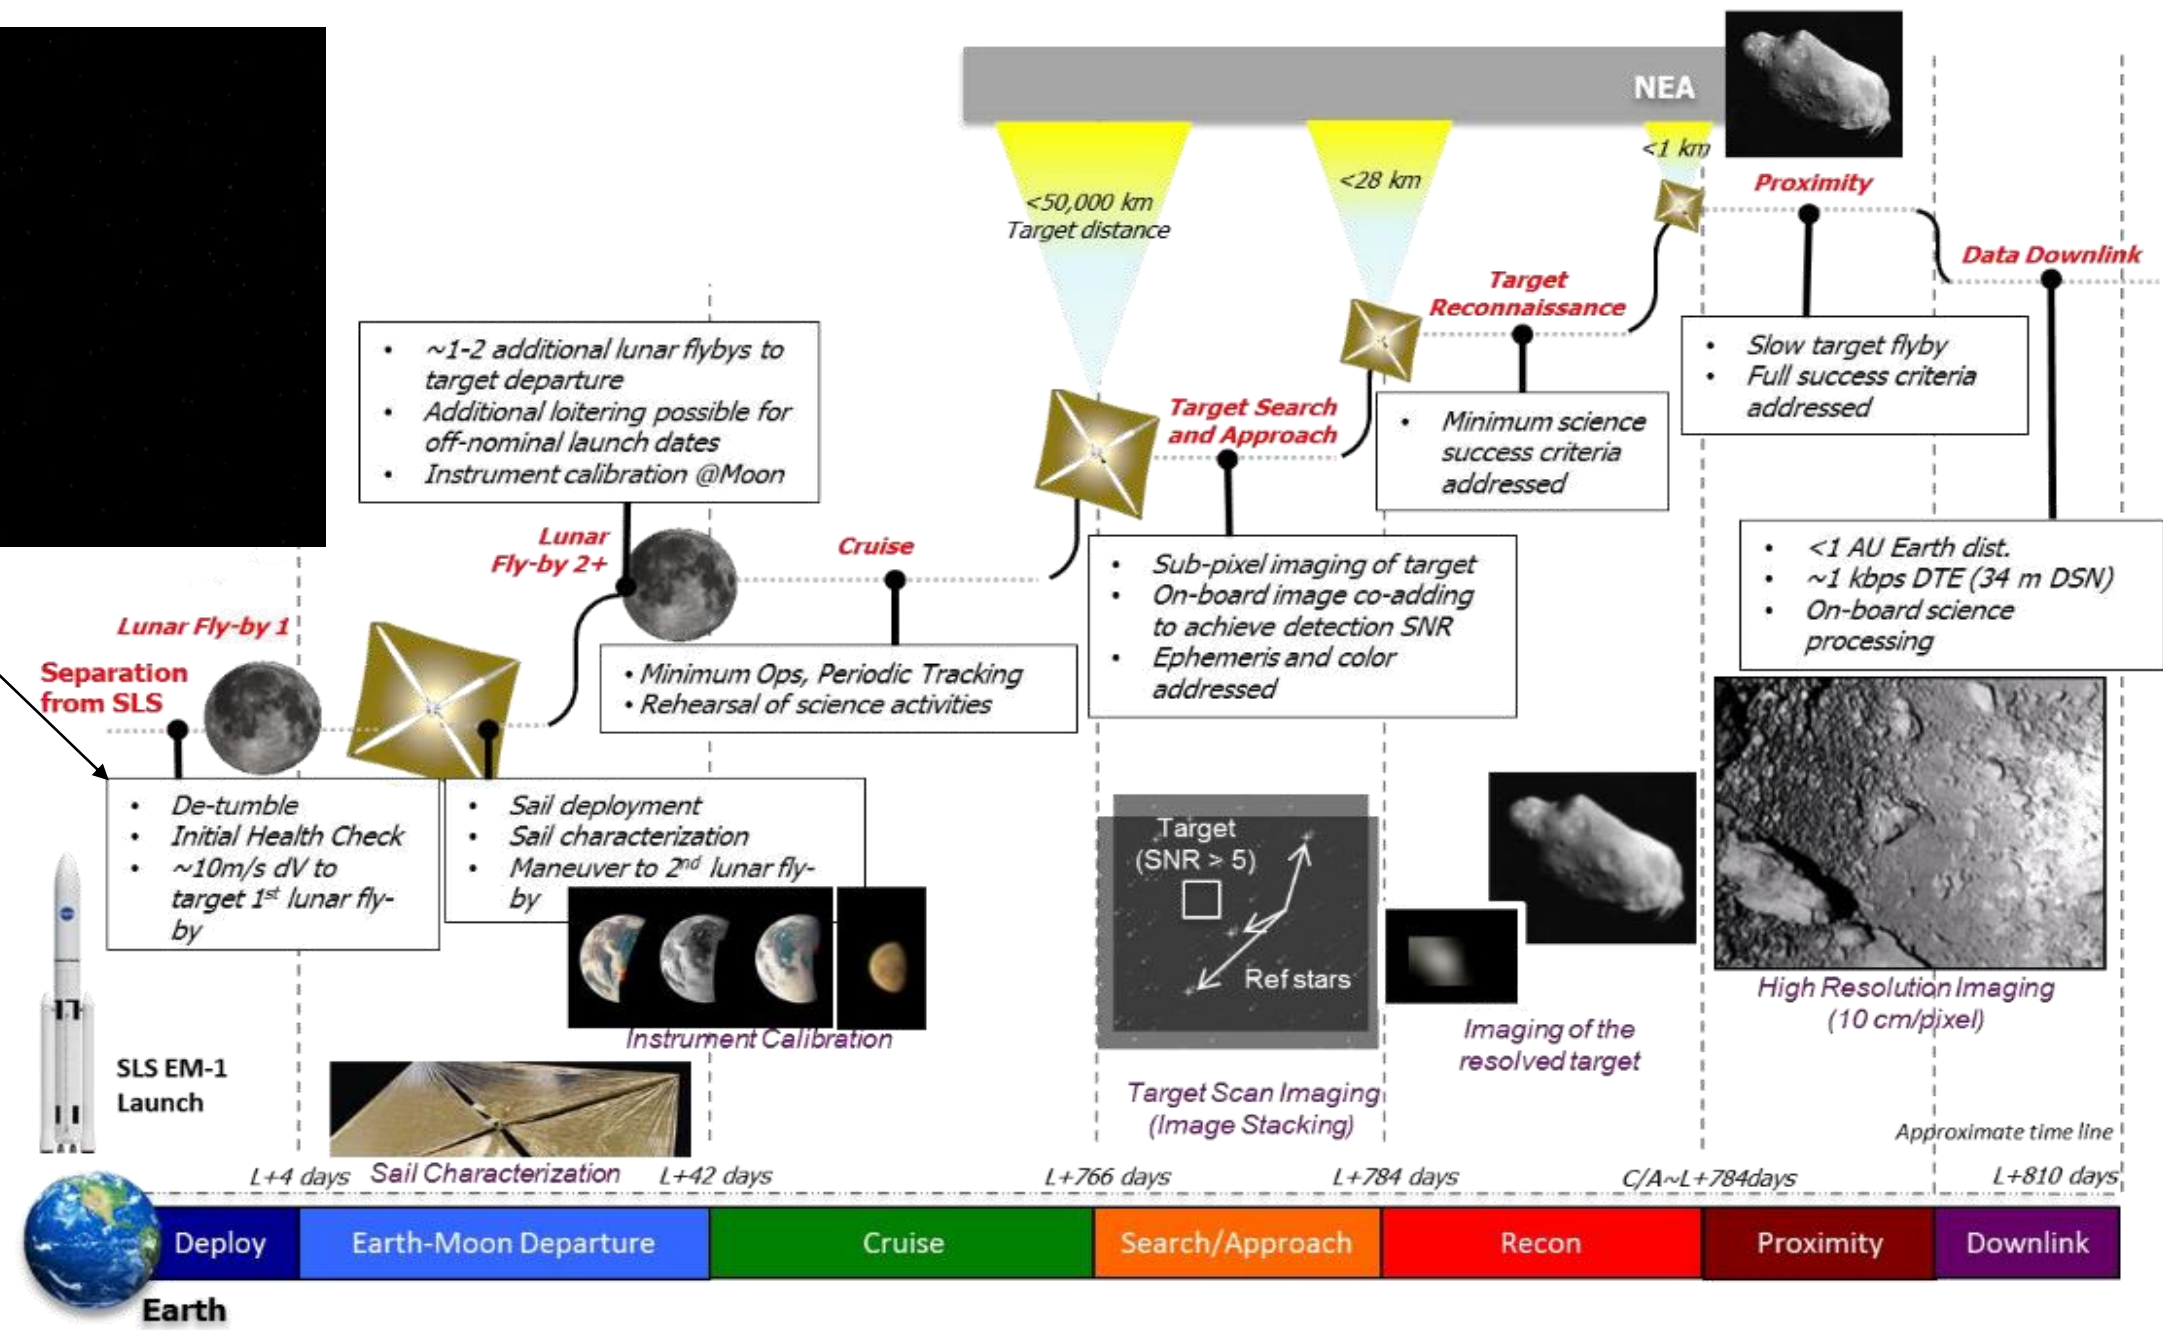 NEA
<50,000 km
Target distance
<28 km
<1 km
Proximity
Data Downlink
Target
Reconnaissance
• Slow target flyby
• Full success criteria
addressed
• ~1-2 additional lunar flybys to
target departure
• Additional loitering possible for
off-nominal launch dates
• Instrument calibration @Moon
Target Search
and Approach
• Minimum science
success criteria
addressed
Lunar
Fly-by 2+
Cruise
• Sub-pixel imaging of target
• On-board image co-adding
to achieve detection SNR
• Ephemeris and color
addressed
• <1 AU Earth dist.
• ~1 kbps DTE (34 m DSN)
• On-board science
processing
Lunar Fly-by 1
Separation
from SLS
• Minimum Ops, Periodic Tracking
• Rehearsal of science activities
• De-tumble
• Initial Health Check
• ~10m/s dV to
target 1st lunar fly-
by
• Sail deployment
• Sail characterization
• Maneuver to 2nd lunar fly-
by
Target
(SNR > 5)
Ref stars
Instrument Calibration
High Resolution Imaging
(10 cm/pixel)
Imaging of the
resolved target
SLS EM-1
Launch
Target Scan Imaging
(Image Stacking)
Approximate time line
Sail Characterization
L+4 days
L+42 days
L+766 days
L+784 days
C/A~L+784days
L+810 days
Deploy
Earth-Moon Departure
Cruise
Search/Approach
Recon
Proximity
Downlink
Earth